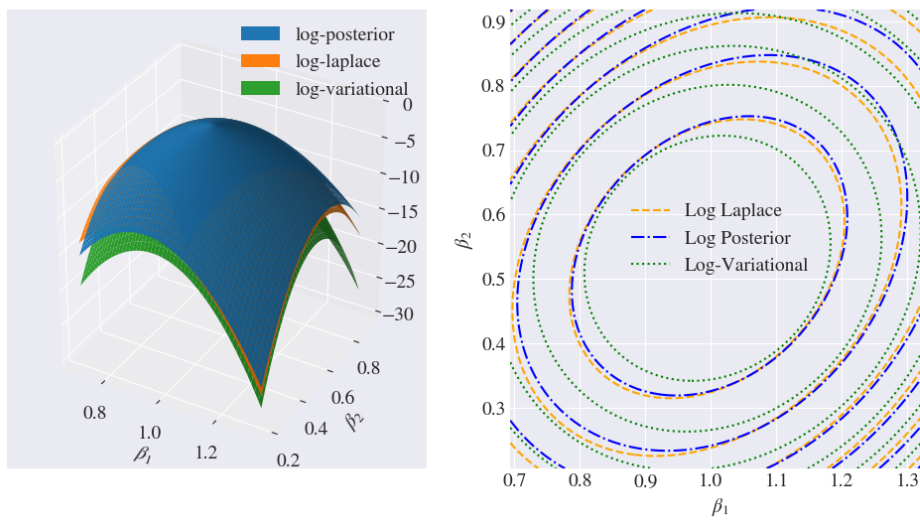 log-posterior
log-laplace
log-variational
0
−5
−10
−15
−20
−25
−30
0.8
1.0
1.2
β1
0.2
0.4
0.6
0.8
β2
0.9
0.8
0.7
0.6
0.5
0.4
0.3
β2
Log Laplace
Log Posterior
Log-Variational
0.7 0.8 0.9 1.0 1.1 1.2 1.3
β1